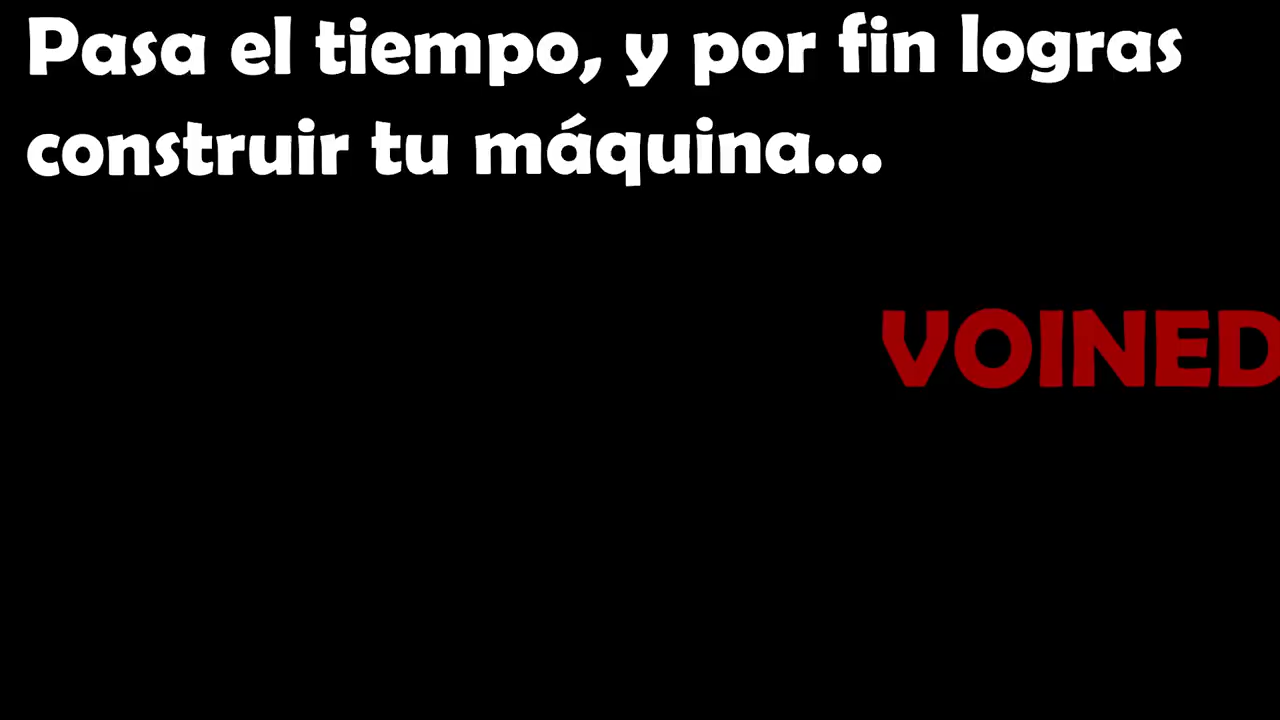 Pasa el tiempo, y por fin logras
construir tu máquina...
VOINED